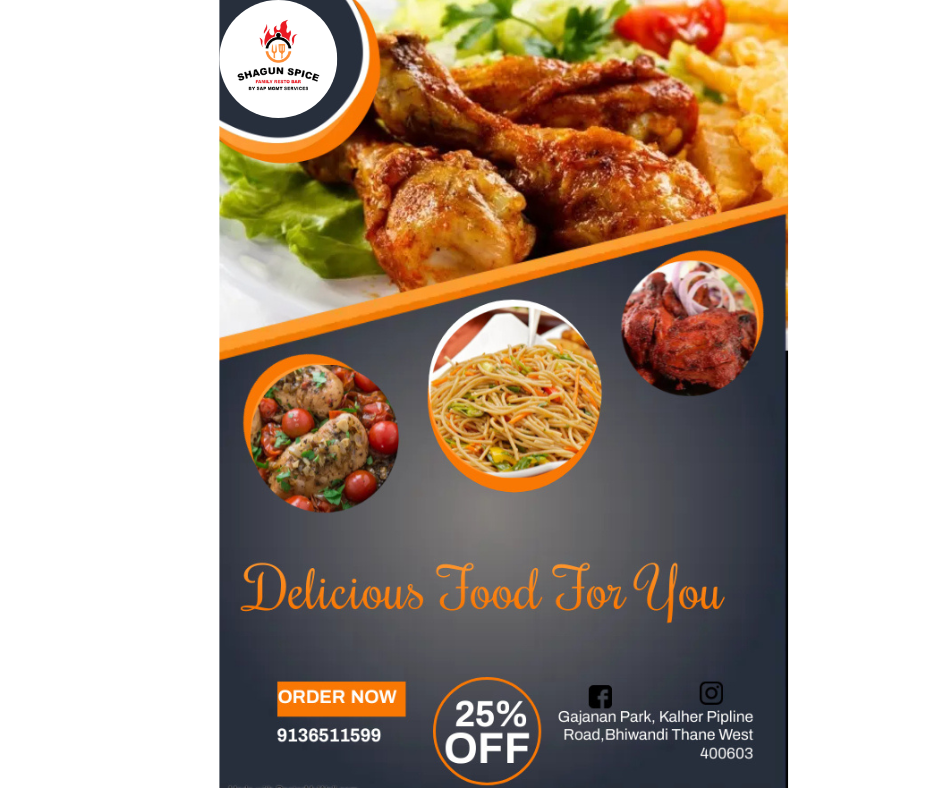 SHAGUN SPICE
FAMILY RESTO BAR
BY SAP MGMT SERVICES
Delicious Food For You
ORDER NOW
9136511599
25%
OFF
Gajanan Park, Kalher Pipline
Road,Bhiwandi Thane West
400603